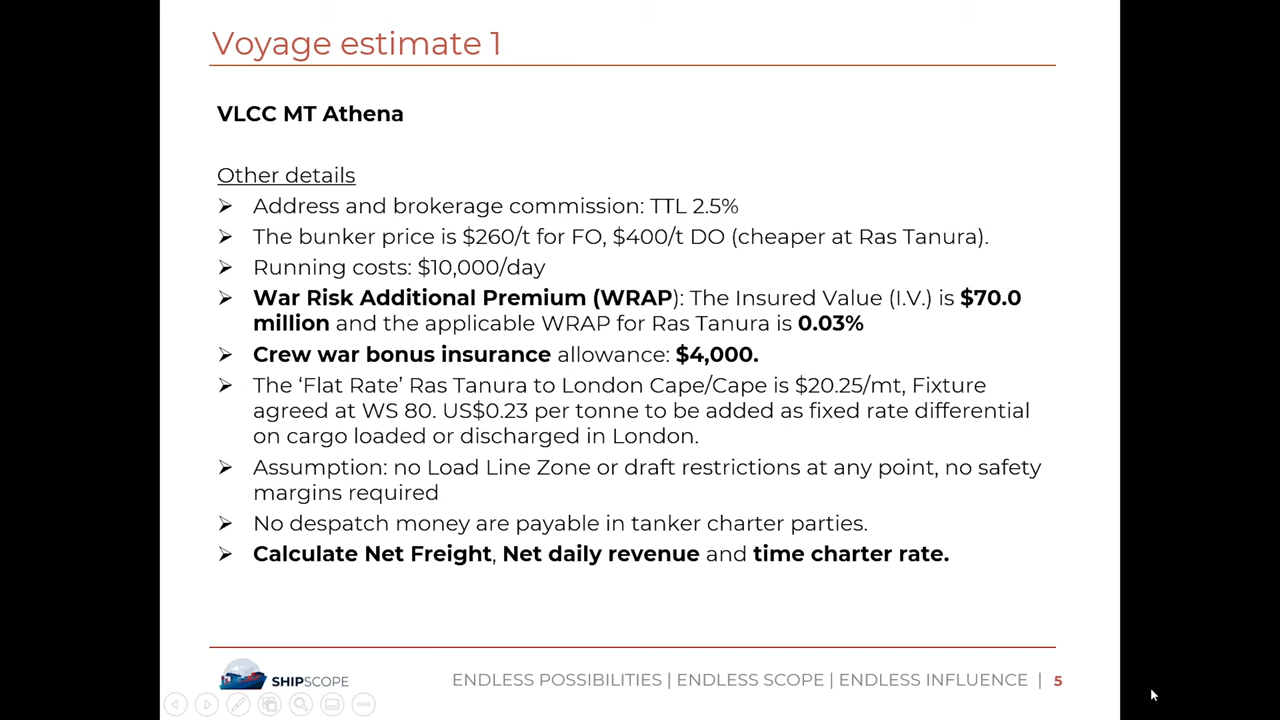 Voyage estimate 1
VLCC MT Athena
Other details
Address and brokerage commission: TTL 2.5%
The bunker price is $260/t for FO, $400/t DO (cheaper at Ras Tanura).
Running costs: $10,000/day
War Risk Additional Premium (WRAP): The Insured Value (I.V.) is $70.0
million and the applicable WRAP for Ras Tanura is 0.03%
Crew war bonus insurance allowance: $4,000.
The ‘Flat Rate’ Ras Tanura to London Cape/Cape is $20.25/mt, Fixture
agreed at WS 80. US$0.23 per tonne to be added as fixed rate differential
on cargo loaded or discharged in London.
Assumption: no Load Line Zone or draft restrictions at any point, no safety
margins required
No despatch money are payable in tanker charter parties.
Calculate Net Freight, Net daily revenue and time charter rate.
SHIPSCOPE
ENDLESS POSSIBILITIES | ENDLESS SCOPE | ENDLESS INFLUENCE | 5